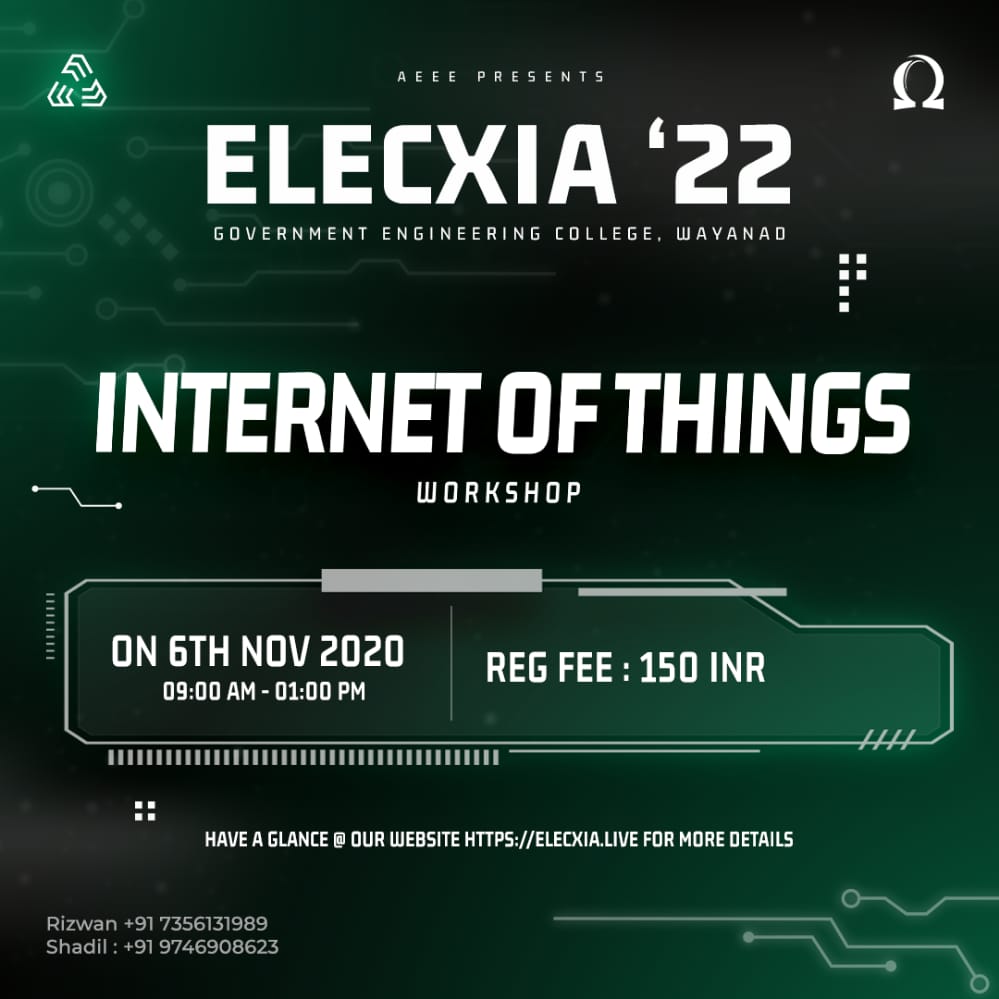 AEEE PRESENTS
ELECXIA ‘22
GOVERNMENT ENGINEERING COLLEGE, WAYANAD
INTERNET OF THINGS
WORKSHOP
ON 6TH NOV 2020
09:00 AM - 01:00 PM
REG FEE : 150 INR
HAVE A GLANCE @ OUR WEBSITE HTTPS://ELECXIA.LIVE FOR MORE DETAILS
Rizwan +91 7356131989
Shadil : +91 9746908623